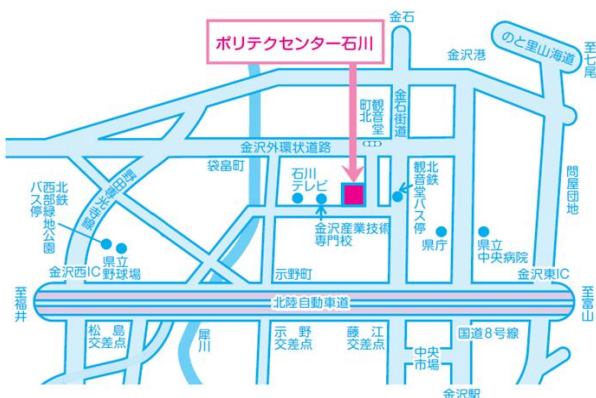 ポリテクセンター石川
金石
のと里山海道
至七尾
金沢港
金石街道
観音堂
町北
金沢外環状道路
袋畠町
石川
テレビ
金沢産業技術
専門校
北鉄
観音堂バス停
県庁
県立
中央病院
問屋団地
野田専光寺線
北鉄
西部緑地公園
バス停
県立
野球場
金沢西IC
示野町
金沢東IC
至福井
北陸自動車道
至富山
松島
交差点
犀川
示野
交差点
藤江
交差点
国道8号線
中央
市場
金沢駅